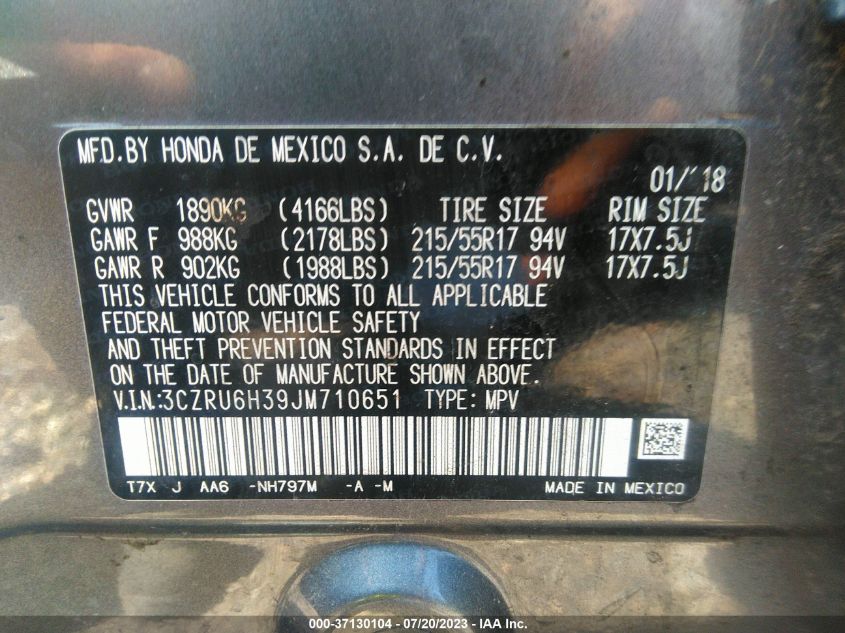 MFD. BY HONDA DE MEXICO S.A. DE C.V.
01/'18
GVWR 1890KG (4166LBS) TIRE SIZE RIM SIZE
GAWR F 988KG (2178LBS) 215/55R17 94V 17X7.5J
GAWR R 902KG (1988LBS) 215/55R17 94V 17X7.5J
THIS VEHICLE CONFORMS TO ALL APPLICABLE
FEDERAL MOTOR VEHICLE SAFETY
AND THEFT PREVENTION STANDARDS IN EFFECT
ON THE DATE OF MANUFACTURE SHOWN ABOVE.
V.I.N.:3CZRU6H39JM710651 TYPE: MPV
T7X J AA6 -NH797M -A -M MADE IN MEXICO
000-37130104 — 07/20/2023 — IAA Inc.